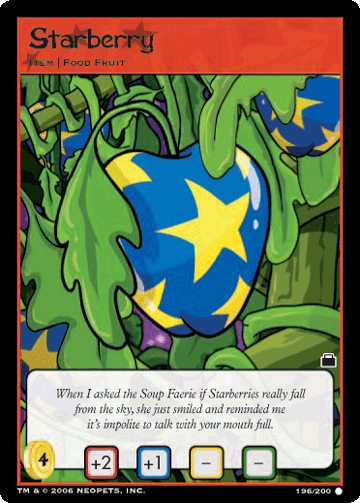 Starberry
ITEM | FOOD FRUIT
When I asked the Soup Faerie if Starberries really fall
from the sky, she just smiled and reminded me
it's impolite to talk with your mouth full.
4 +2 +1 – –
TM & © 2006 NEOPETS, INC. 196/200